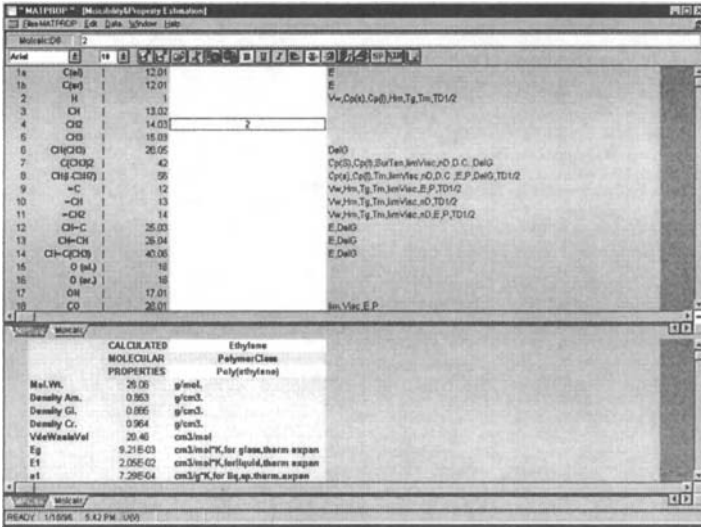 "MATPROP" - [Miscibility&Property Estimation]
Files MATPROP Edit Data Window Help
Molcalc:D8 2
Arial 10 B I U
1a C(al) | 12.01 E
1b C(ar) | 12.01 E
2 H | 1 Vw,Cp(s),Cp(l),Hm,Tg,Tm,TD1/2
3 CH | 13.02
4 CH2 | 14.03 2
5 CH3 | 15.03
6 CH(CH3) | 28.05 DelG
7 C(CH3)2 | 42 Cp(S),Cp(l),SurTen,limVisc,nD,D.C.,DelG
8 56 Cp(s),Cp(l),Tm,limVisc,nD,D.C.,E,P,DelG,TD1/2
9 =C | 12 Vw,Hm,Tg,Tm,limVisc,E,P,TD1/2
10 =CH | 13 Vw,Hm,Tg,Tm,limVisc,nD,TD1/2
11 =CH2 | 14 Vw,Hm,Tg,Tm,limVisc,nD,E,P,TD1/2
12 CH=C | 25.03 E,DelG
13 CH=CH | 26.04 E,DelG
14 CH=C(CH3) | 40.06 E,DelG
15 O (al.) | 16
16 O (ar.) | 16
17 OH | 17.01
18 CO | 28.01 lim.Visc,E,P
Molcalc
CALCULATED Ethylene
MOLECULAR PolymerClass
PROPERTIES Poly(ethylene)
Mol.Wt. 28.06 g/mol.
Density Am. 0.853 g/cm3.
Density Gl. g/cm3.
Density Cr. 0.964 g/cm3.
VdeWaalsVol 20.46 cm3/mol
Eg 9.21E-03 cm3/mol*K,for glass,therm expan
E1 2.05E-02 cm3/mol*K,forliquid,therm expan
e1 7.29E-04 cm3/g*K,for liq,sp.therm.expan
Molcalc
READY 1/18/96 5:42 PM